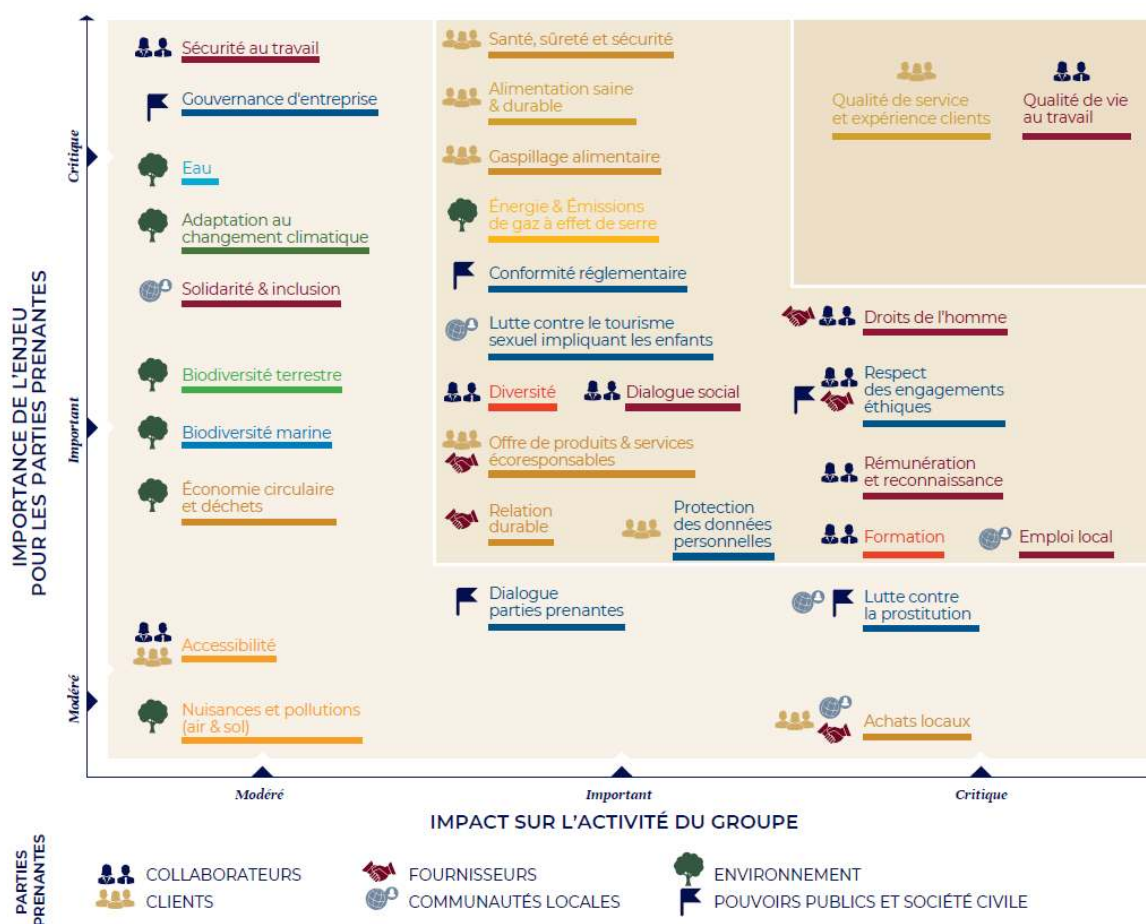 IMPORTANCE DE L'ENJEU
POUR LES PARTIES PRENANTES
Critique
Important
Modéré
Sécurité au travail
Gouvernance d'entreprise
Eau
Adaptation au
changement climatique
Solidarité & inclusion
Biodiversité terrestre
Biodiversité marine
Économie circulaire
et déchets
Accessibilité
Nuisances et pollutions
(air & sol)
Santé, sûreté et sécurité
Alimentation saine
& durable
Gaspillage alimentaire
Énergie & Émissions
de gaz à effet de serre
Conformité réglementaire
Lutte contre le tourisme
sexuel impliquant les enfants
Diversité
Dialogue social
Offre de produits & services
écoresponsables
Relation
durable
Protection
des données
personnelles
Dialogue
parties prenantes
Qualité de service
et expérience clients
Qualité de vie
au travail
Droits de l'homme
Respect
des engagements
éthiques
Rémunération
et reconnaissance
Formation
Emploi local
Lutte contre
la prostitution
Achats locaux
Modéré
Important
Critique
IMPACT SUR L'ACTIVITÉ DU GROUPE
PARTIES
PRENANTES
COLLABORATEURS
CLIENTS
FOURNISSEURS
COMMUNAUTÉS LOCALES
ENVIRONNEMENT
POUVOIRS PUBLICS ET SOCIÉTÉ CIVILE